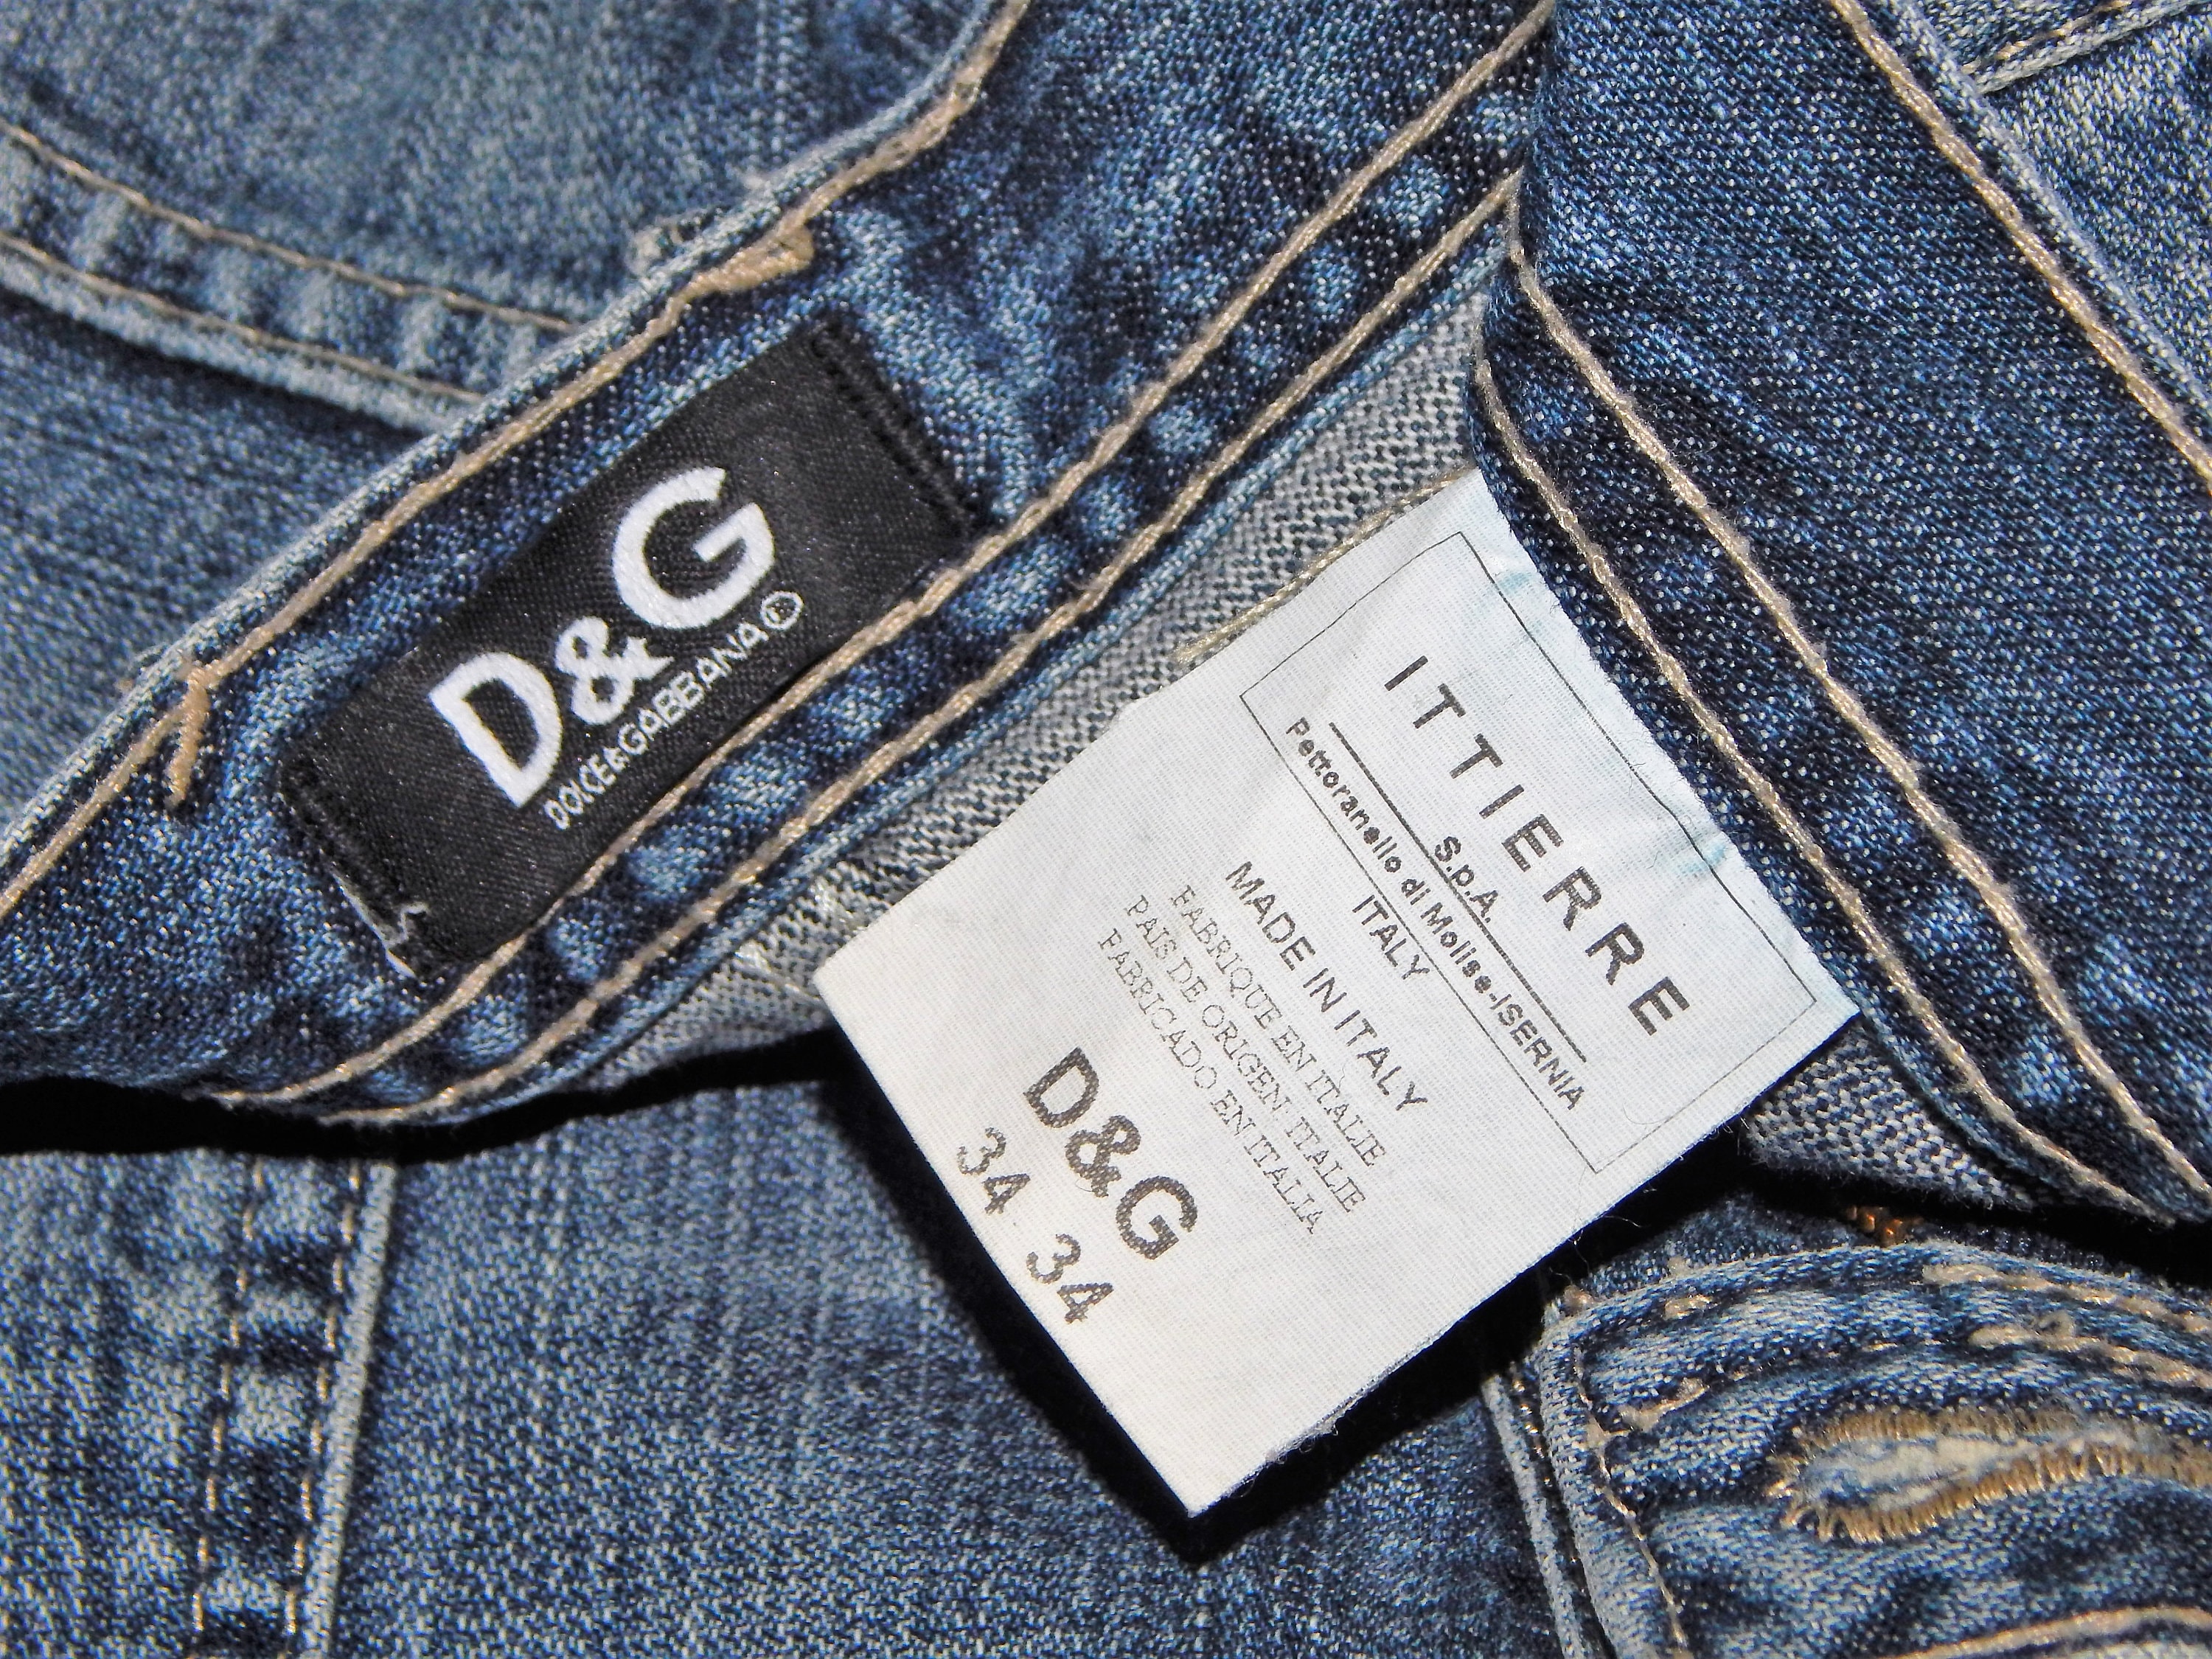 D&G
DOLCE&GABBANA©
ITTIERRE
S.p.A.
Pettoranello di Molise-ISERNIA
ITALY
MADE IN ITALY
FABRIQUE EN ITALIE
PAIS DE ORIGEN: ITALIE
FABRICADO EN ITALIA
D&G
34 34